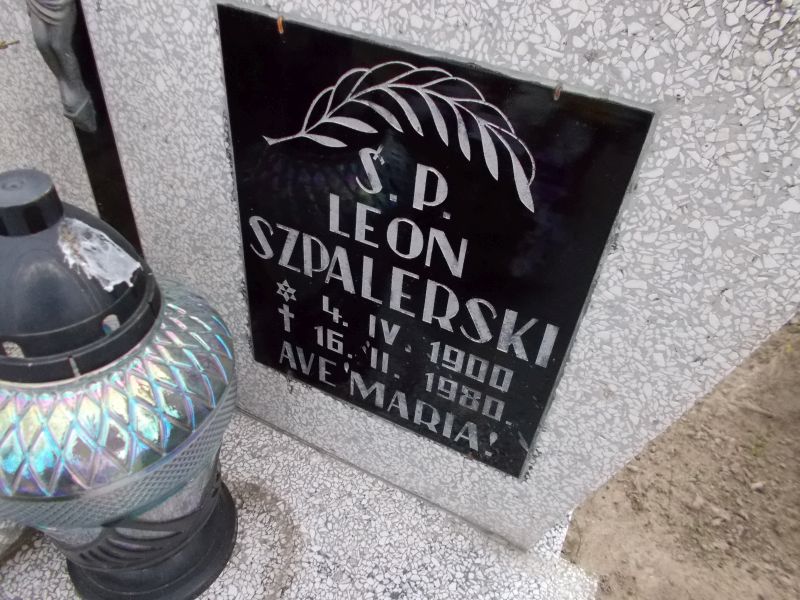 Ś. P.
LEON
SZPALERSKI
✡ 4. IV. 1900
† 16. II. 1980.
AVE MARIA!